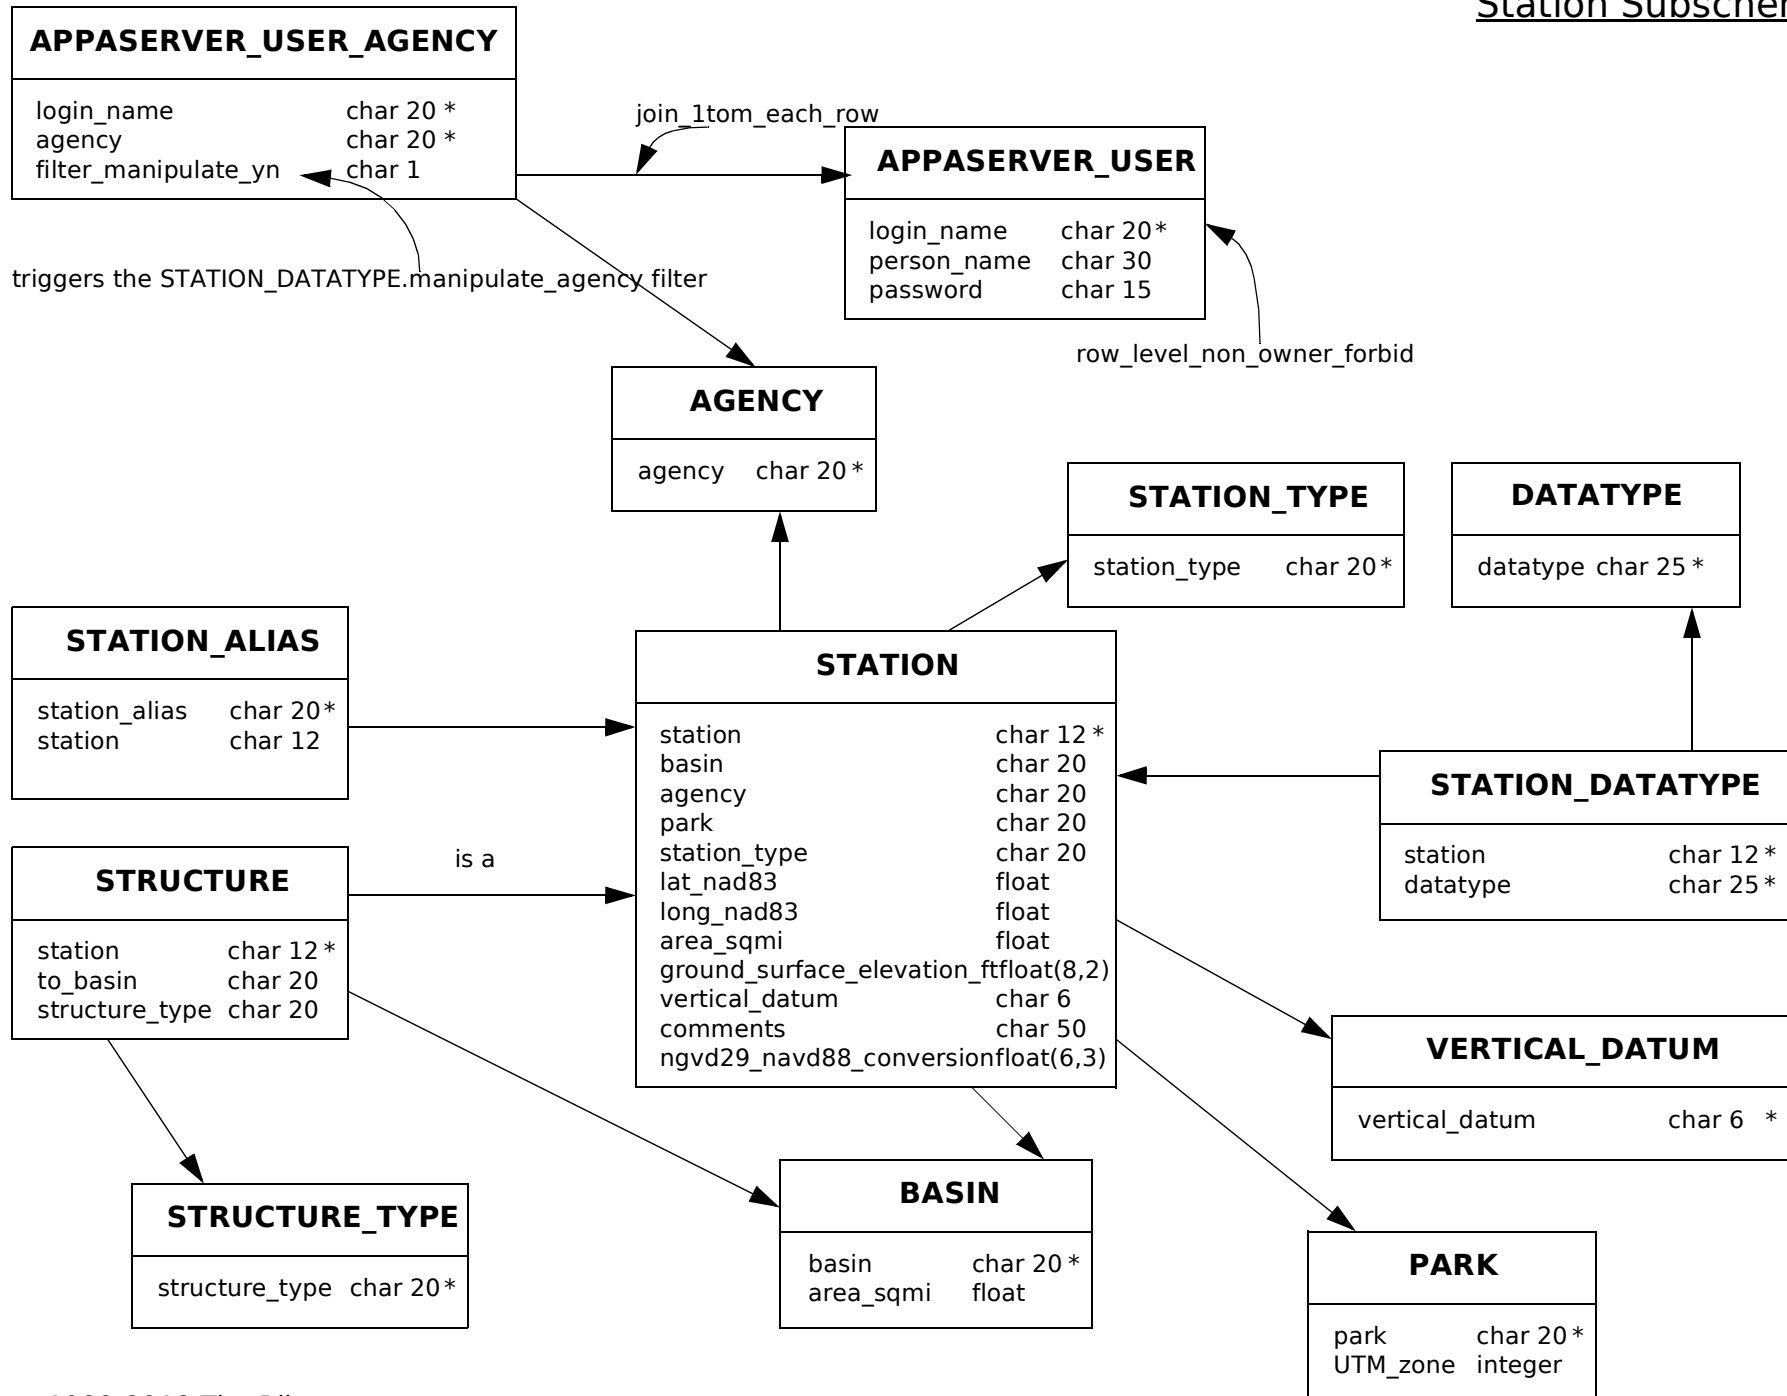 Station
APPASERVER_USER_AGENCY
login_name char 20 *
agency char 20 *
filter_manipulate_yn char 1
join_1tom_each_row
APPASERVER_USER
login_name char 20 *
person_name char 30
password char 15
triggers the STATION_DATATYPE.manipulate_agency filter
row_level_non_owner_forbid
AGENCY
agency char 20 *
STATION_TYPE
station_type char 20 *
DATATYPE
datatype char 25 *
STATION_ALIAS
station_alias char 20 *
station char 12
STATION
station char 12 *
basin char 20
agency char 20
park char 20
station_type char 20
lat_nad83 float
long_nad83 float
area_sqmi float
ground_surface_elevation_ft float(8,2)
vertical_datum char 6
comments char 50
ngvd29_navd88_conversion float(6,3)
STATION_DATATYPE
station char 12 *
datatype char 25 *
STRUCTURE
station char 12 *
to_basin char 20
structure_type char 20
is a
VERTICAL_DATUM
vertical_datum char 6 *
STRUCTURE_TYPE
structure_type char 20 *
BASIN
basin char 20 *
area_sqmi float
PARK
park char 20 *
UTM_zone integer